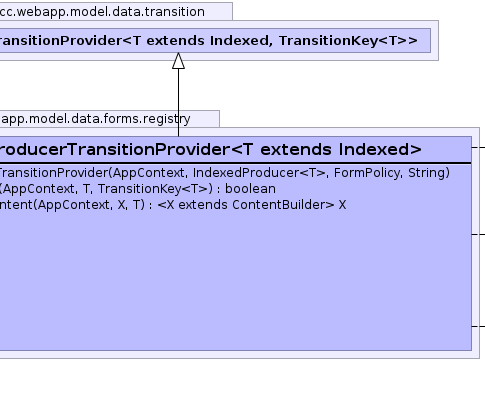 cc.webapp.model.data.transition
ransitionProvider<T extends Indexed, TransitionKey<T>>
app.model.data.forms.registry
roducerTransitionProvider<T extends Indexed>
TransitionProvider(AppContext, IndexedProducer<T>, FormPolicy, String)
(AppContext, T, TransitionKey<T>) : boolean
ntent(AppContext, X, T) : <X extends ContentBuilder> X